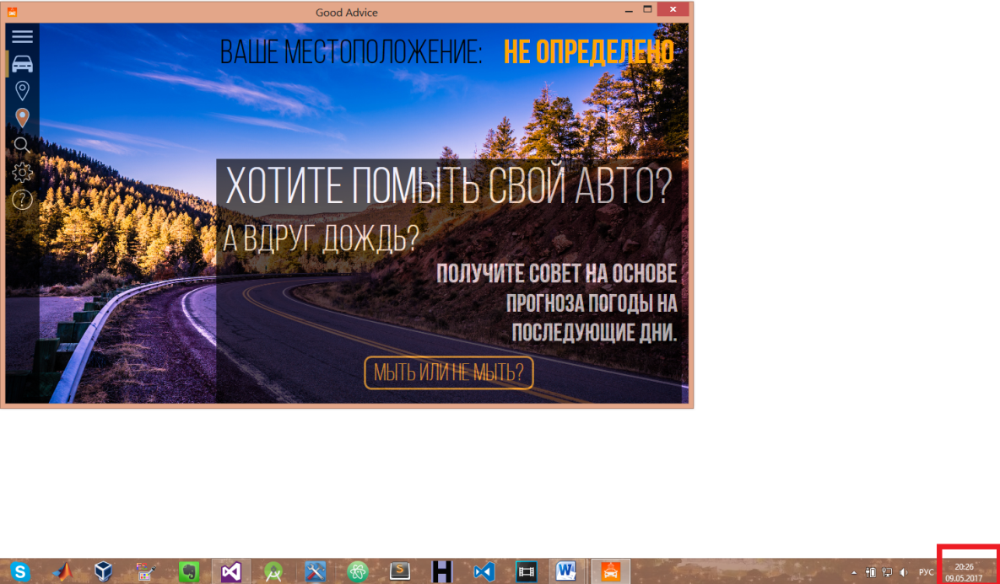 Good Advice
ВАШЕ МЕСТОПОЛОЖЕНИЕ: НЕ ОПРЕДЕЛЕНО
ХОТИТЕ ПОМЫТЬ СВОЙ АВТО?
А ВДРУГ ДОЖДЬ?
ПОЛУЧИТЕ СОВЕТ НА ОСНОВЕ
ПРОГНОЗА ПОГОДЫ НА
ПОСЛЕДУЮЩИЕ ДНИ.
МЫТЬ ИЛИ НЕ МЫТЬ?
РУС
20:26
09.05.2017